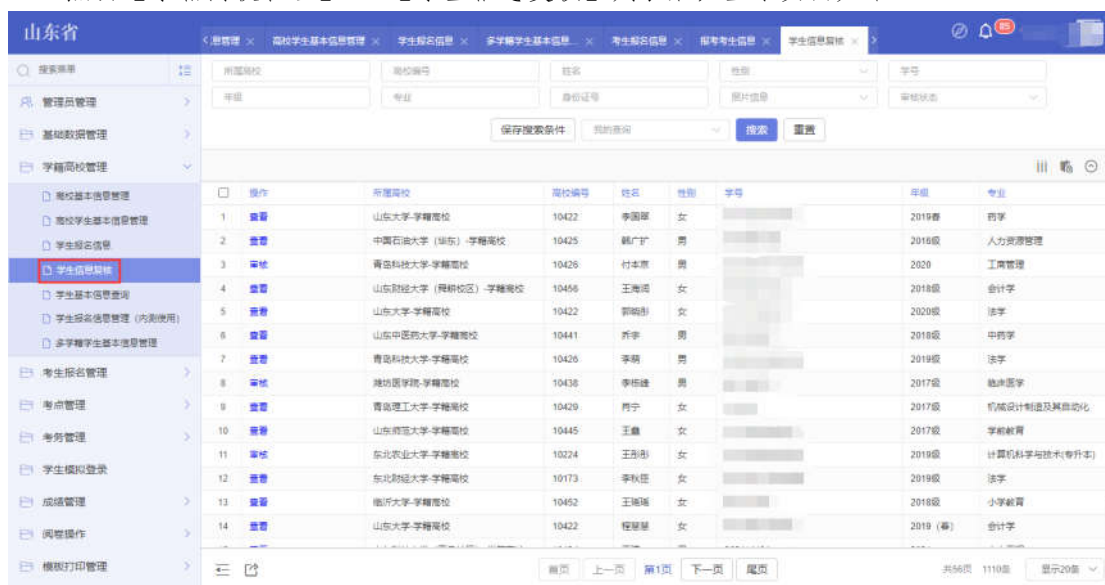 山东省
息管理 × 高校学生基本信息管理 × 学生报名信息 × 多学籍学生基本信息... × 考生报名信息 × 报考考生信息 × 学生信息复核 ×
85
搜索菜单
所属高校 高校编号 姓名 性别 学号
年级 专业 身份证号 照片信息 审核状态
保存搜索条件 我的查询 搜索 重置
管理员管理
基础数据管理
学籍高校管理
高校基本信息管理
高校学生基本信息管理
学生报名信息
学生信息复核
学生基本信息查询
学生报名信息管理（内测使用）
多学籍学生基本信息管理
考生报名管理
考点管理
考务管理
学生模拟登录
成绩管理
阅卷操作
模板打印管理
操作 所属高校 高校编号 姓名 性别 学号 年级 专业
1 查看 山东大学-学籍高校 10422 李国翠 女 2019春 药学
2 查看 中国石油大学（华东）-学籍高校 10425 韩广扩 男 2016级 人力资源管理
3 审核 青岛科技大学-学籍高校 10426 付本京 男 2020 工商管理
4 查看 山东财经大学（舜耕校区）-学籍高校 10456 王海润 女 2018级 会计学
5 查看 山东大学-学籍高校 10422 郭晓彤 女 2020级 法学
6 查看 山东中医药大学-学籍高校 10441 乔宇 男 2018级 中药学
7 查看 青岛科技大学-学籍高校 10426 李萌 男 2019级 法学
8 审核 潍坊医学院-学籍高校 10438 李栋峰 男 2017级 临床医学
9 查看 青岛理工大学-学籍高校 10429 肖宁 女 2017级 机械设计制造及其自动化
10 查看 山东师范大学-学籍高校 10445 王鑫 女 2017级 学前教育
11 审核 东北农业大学-学籍高校 10224 王彤彤 女 2019级 计算机科学与技术(专升本)
12 查看 东北财经大学-学籍高校 10173 李秋臣 女 2019级 法学
13 查看 临沂大学-学籍高校 10452 王瑶瑶 女 2018级 小学教育
14 查看 山东大学-学籍高校 10422 程慧慧 女 2019（春） 会计学
首页 上一页 第1页 下一页 尾页 共56页 1110条 显示20条